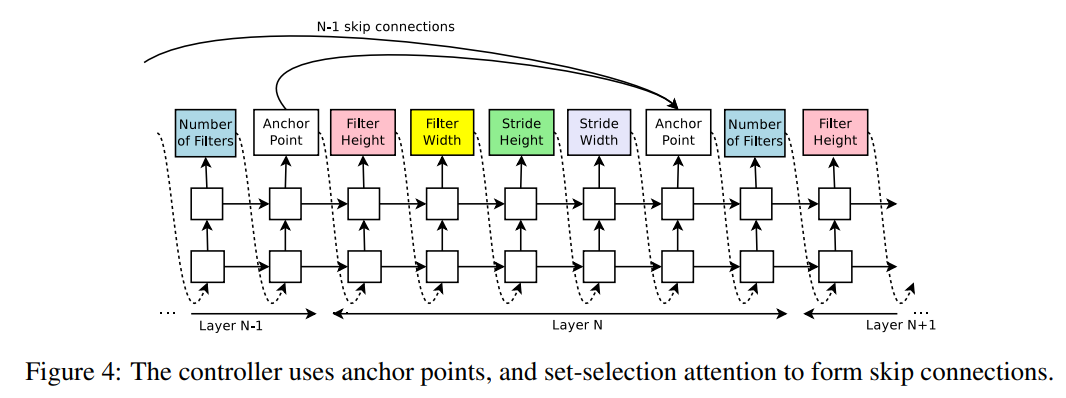 N-1 skip connections
Number
of Filters
Anchor
Point
Filter
Height
Filter
Width
Stride
Height
Stride
Width
Anchor
Point
Number
of Filters
Filter
Height
...
Layer N-1
Layer N
Layer N+1
...
Figure 4: The controller uses anchor points, and set-selection attention to form skip connections.